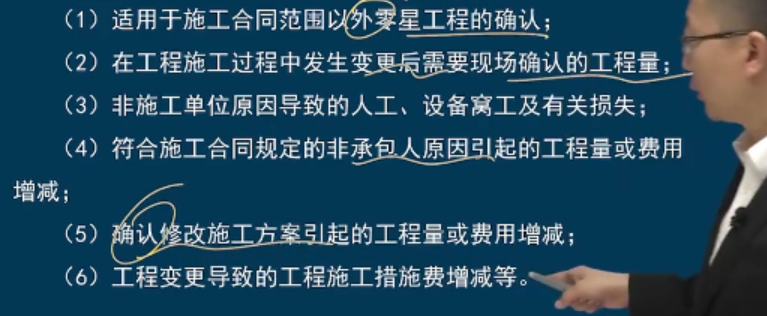 （1）适用于施工合同范围以外零星工程的确认；
（2）在工程施工过程中发生变更后需要现场确认的工程量；
（3）非施工单位原因导致的人工、设备窝工及有关损失；
（4）符合施工合同规定的非承包人原因引起的工程量或费用
增减；
（5）确认修改施工方案引起的工程量或费用增减；
（6）工程变更导致的工程施工措施费增减等。